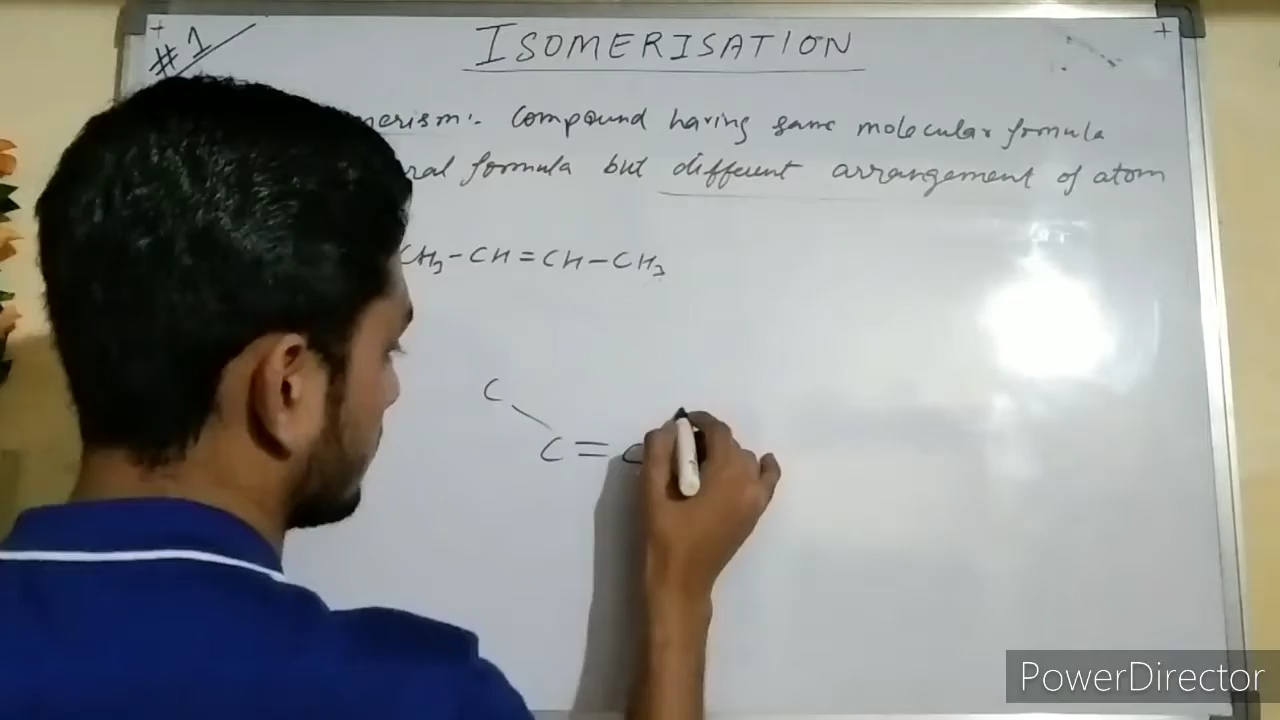 #1
ISOMERISATION
merism:- Compound having same molecular formula
ral formula but different arrangement of atom
CH3-CH=CH-CH3
C
C=C
PowerDirector